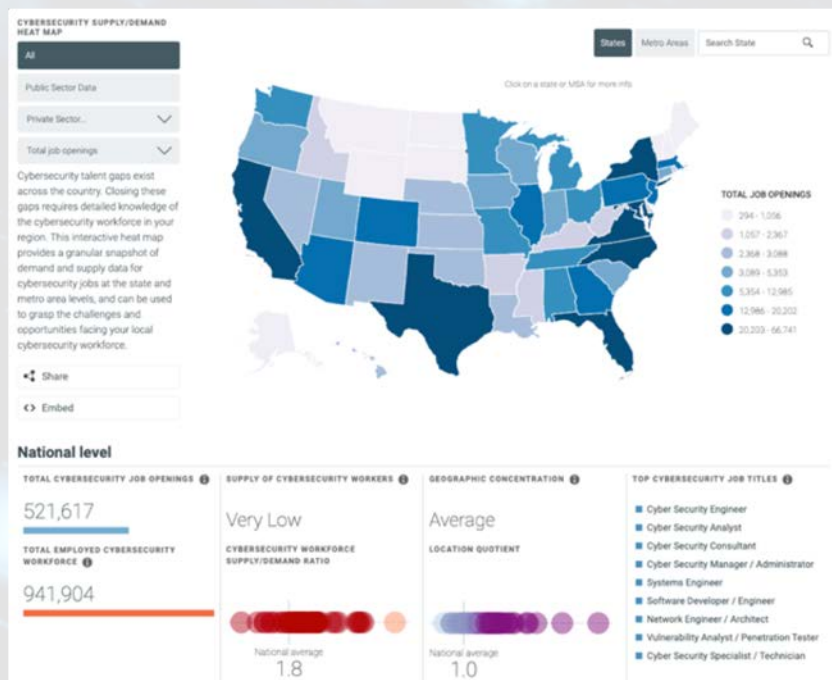 CYBERSECURITY SUPPLY/DEMAND
HEAT MAP
All
Public Sector Data
Private Sector...
Total job openings
Cybersecurity talent gaps exist
across the country. Closing these
gaps requires detailed knowledge of
the cybersecurity workforce in your
region. This interactive heat map
provides a granular snapshot of
demand and supply data for
cybersecurity jobs at the state and
metro area levels, and can be used
to grasp the challenges and
opportunities facing your local
cybersecurity workforce.
Share
Embed
States
Metro Areas
Search State
Click on a state or MSA for more info
TOTAL JOB OPENINGS
294 - 1,056
1,057 - 2,367
2,368 - 3,088
3,089 - 5,353
5,354 - 12,985
12,986 - 20,202
20,203 - 66,741
National level
TOTAL CYBERSECURITY JOB OPENINGS
521,617
TOTAL EMPLOYED CYBERSECURITY
WORKFORCE
941,904
SUPPLY OF CYBERSECURITY WORKERS
Very Low
CYBERSECURITY WORKFORCE
SUPPLY/DEMAND RATIO
National average
1.8
GEOGRAPHIC CONCENTRATION
Average
LOCATION QUOTIENT
National average
1.0
TOP CYBERSECURITY JOB TITLES
Cyber Security Engineer
Cyber Security Analyst
Cyber Security Consultant
Cyber Security Manager / Administrator
Systems Engineer
Software Developer / Engineer
Network Engineer / Architect
Vulnerability Analyst / Penetration Tester
Cyber Security Specialist / Technician